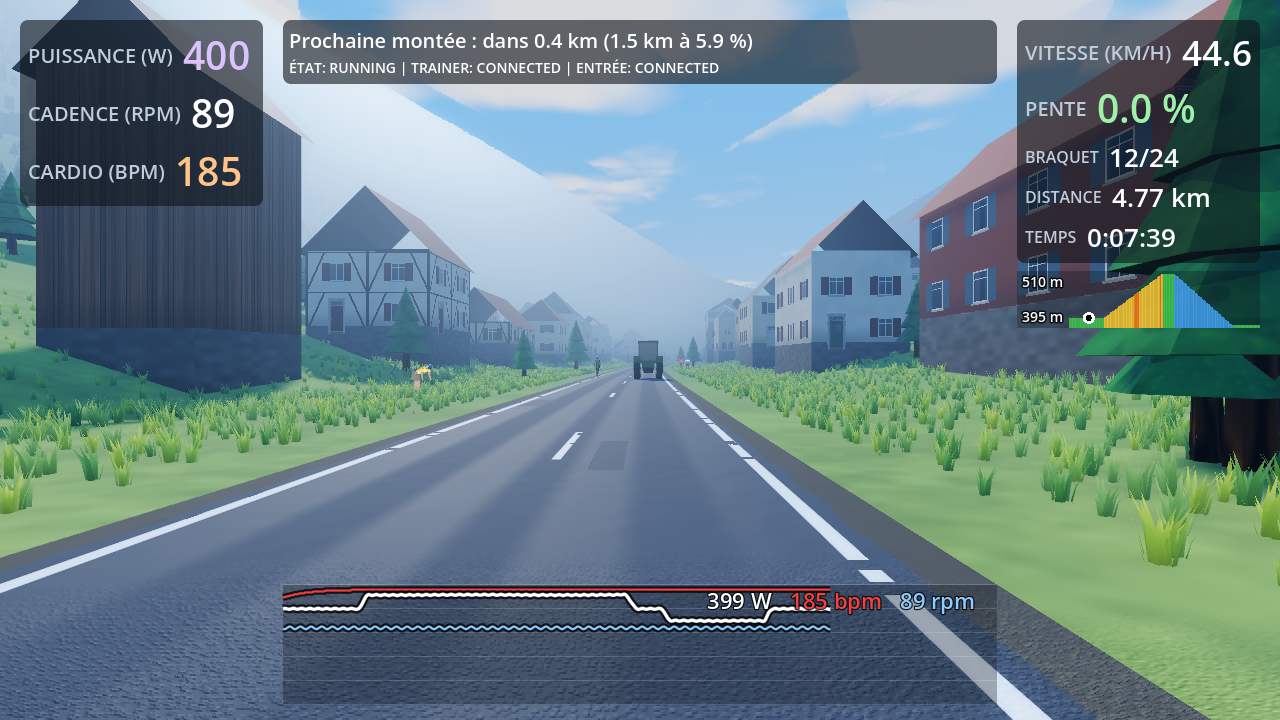 PUISSANCE (W) 400
CADENCE (RPM) 89
CARDIO (BPM) 185
Prochaine montée : dans 0.4 km (1.5 km à 5.9 %)
ÉTAT: RUNNING | TRAINER: CONNECTED | ENTRÉE: CONNECTED
VITESSE (KM/H) 44.6
PENTE 0.0 %
BRAQUET 12/24
DISTANCE 4.77 km
TEMPS 0:07:39
510 m
395 m
399 W 185 bpm 89 rpm